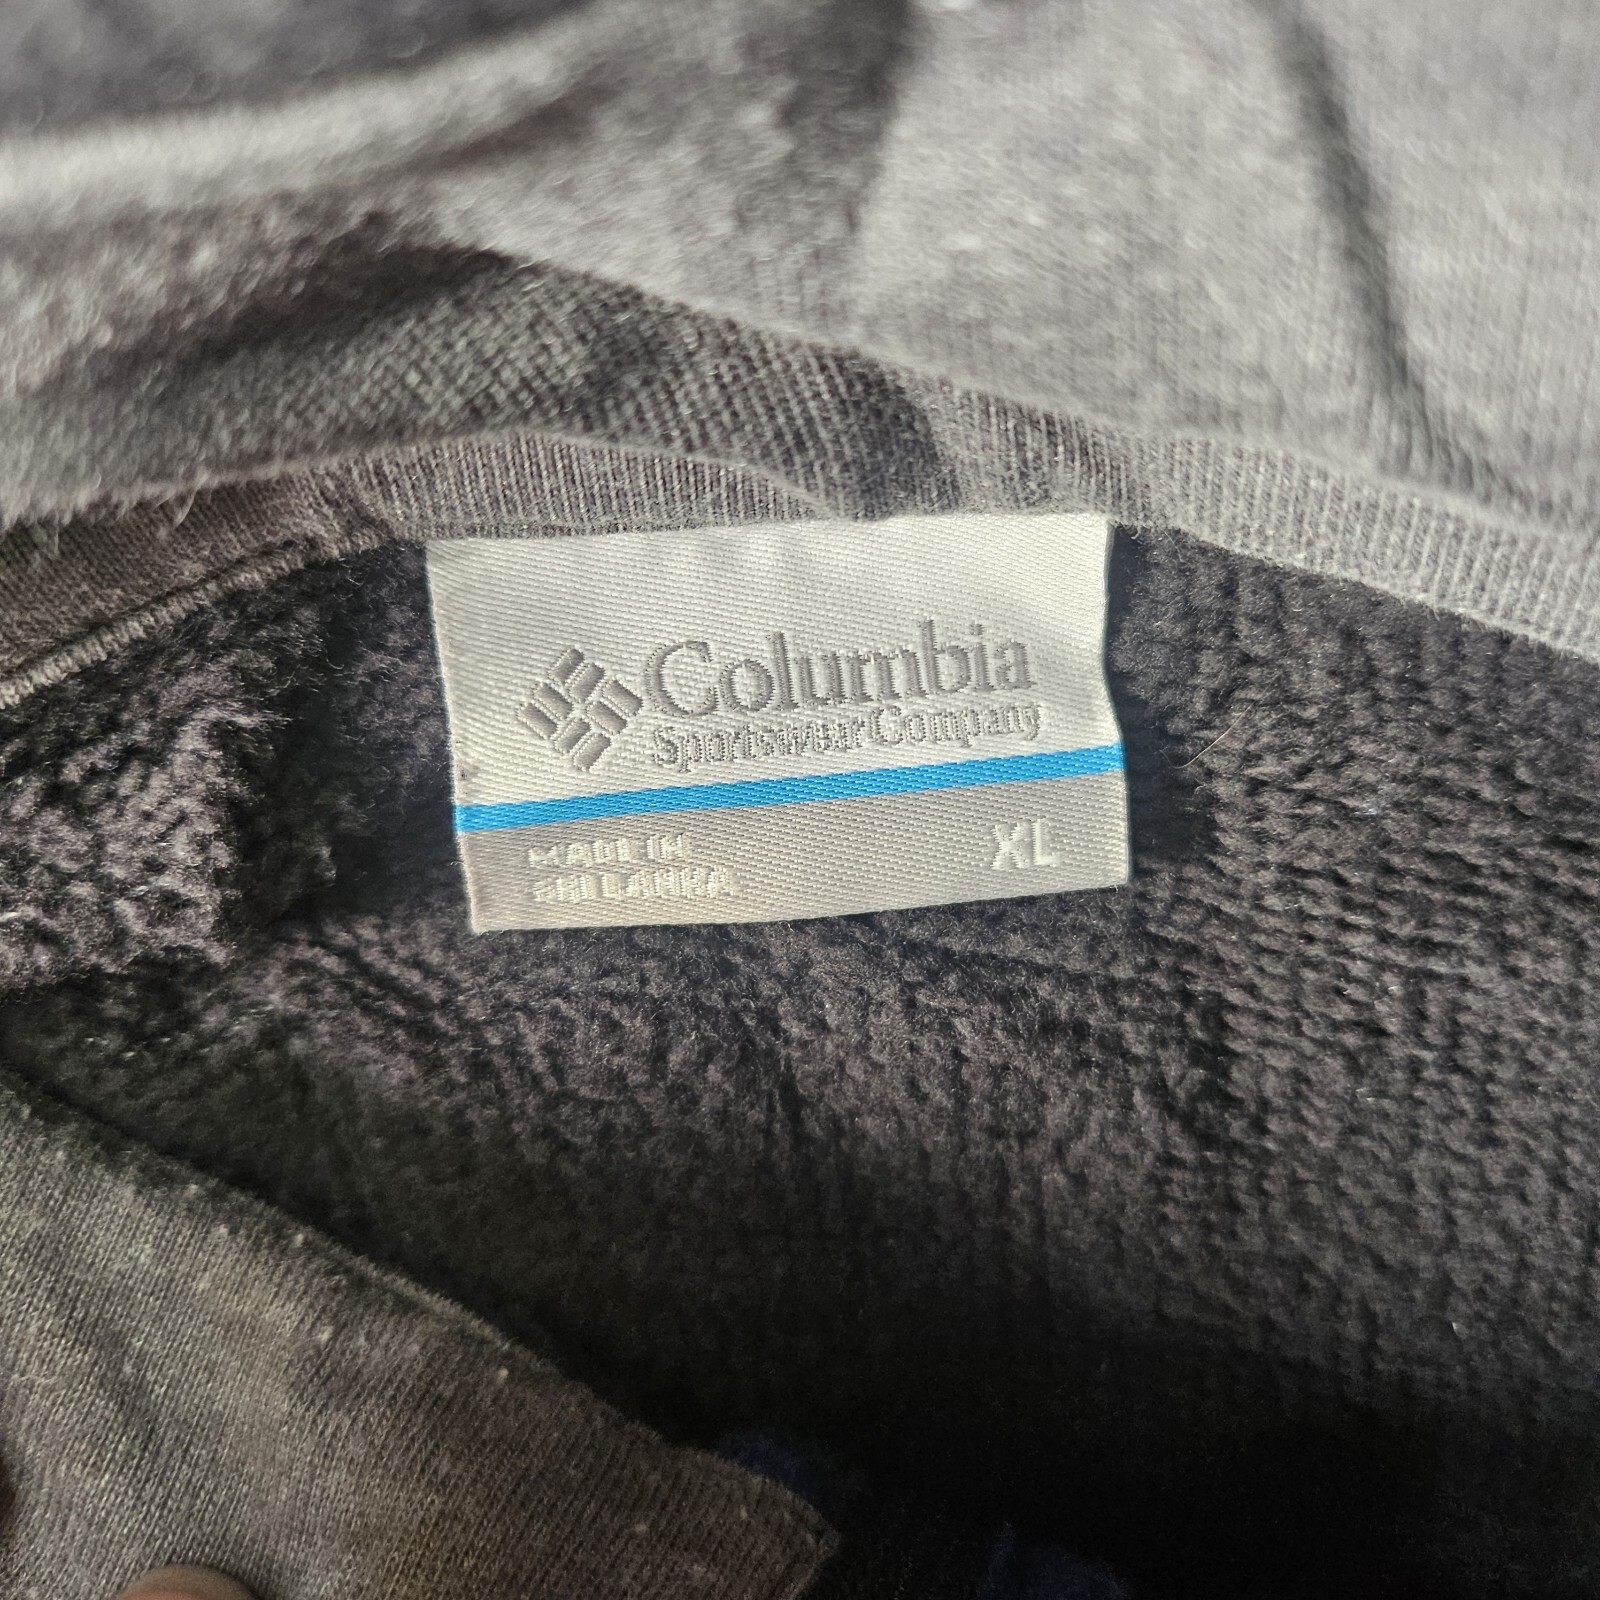 Columbia
Sportswear Company
MADE IN
SRI LANKA
XL